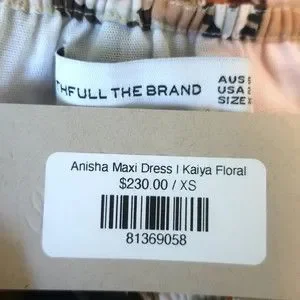 THFULL THE BRAND
AUS
USA
SIZE
Anisha Maxi Dress | Kaiya Floral
$230.00 / XS
81369058